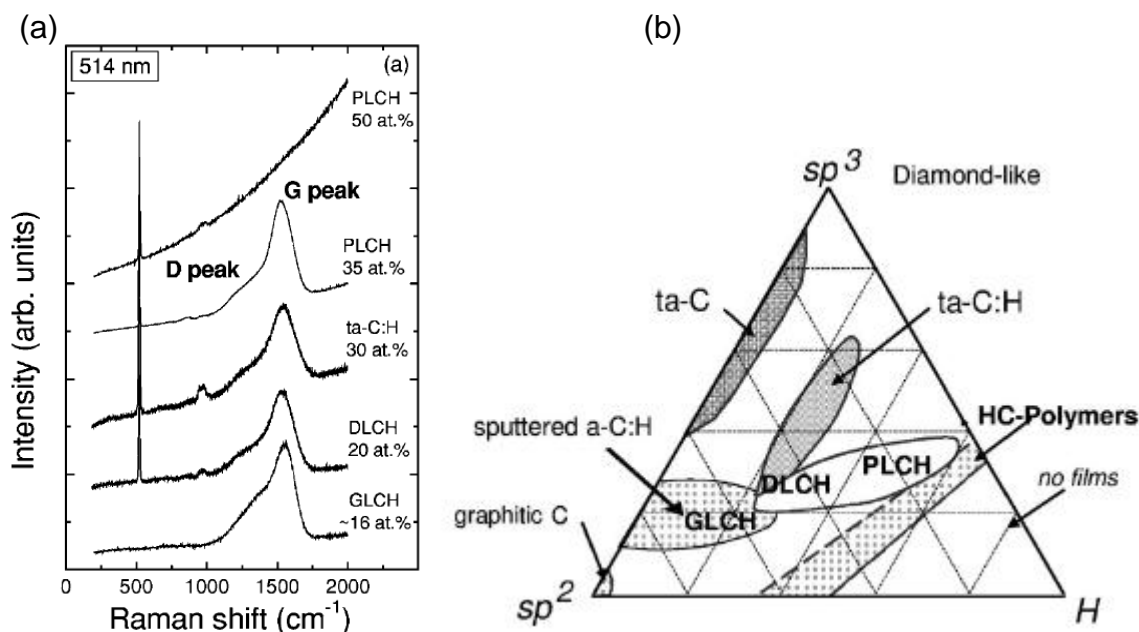 (a)
514 nm
(a)
PLCH
50 at.%
G peak
D peak
PLCH
35 at.%
ta-C:H
30 at.%
DLCH
20 at.%
GLCH
~16 at.%
Intensity (arb. units)
0 500 1000 1500 2000
Raman shift (cm⁻¹)
(b)
sp³ Diamond-like
ta-C
ta-C:H
sputtered a-C:H
HC-Polymers
PLCH
DLCH
no films
GLCH
graphitic C
sp²
H